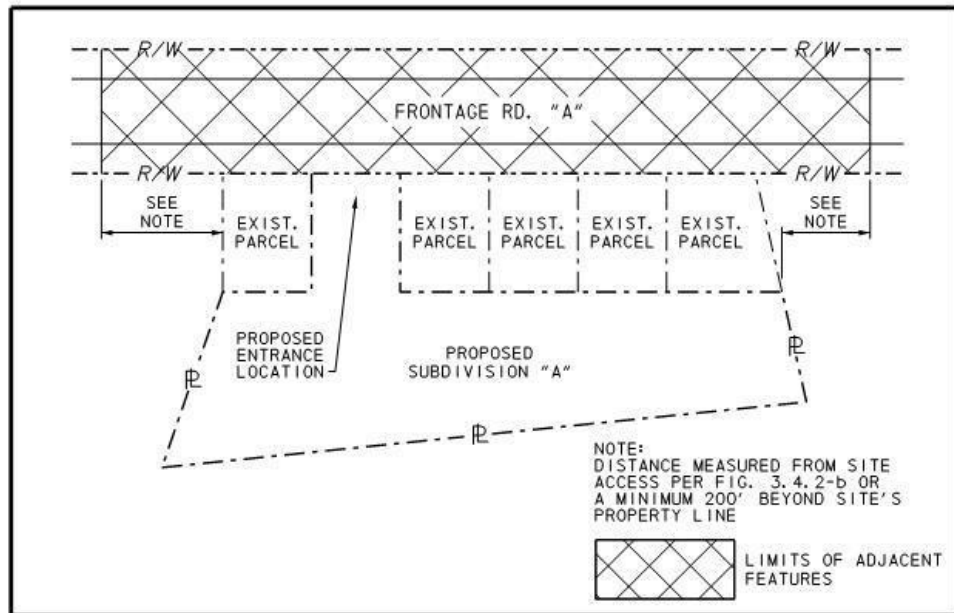 R/W R/W
FRONTAGE RD. "A"
R/W R/W
SEE
NOTE
EXIST.
PARCEL
EXIST.
PARCEL
EXIST.
PARCEL
EXIST.
PARCEL
EXIST.
PARCEL
SEE
NOTE
PROPOSED
ENTRANCE
LOCATION
PROPOSED
SUBDIVISION "A"
PL
PL
PL
NOTE:
DISTANCE MEASURED FROM SITE
ACCESS PER FIG. 3.4.2-b OR
A MINIMUM 200' BEYOND SITE'S
PROPERTY LINE
LIMITS OF ADJACENT
FEATURES